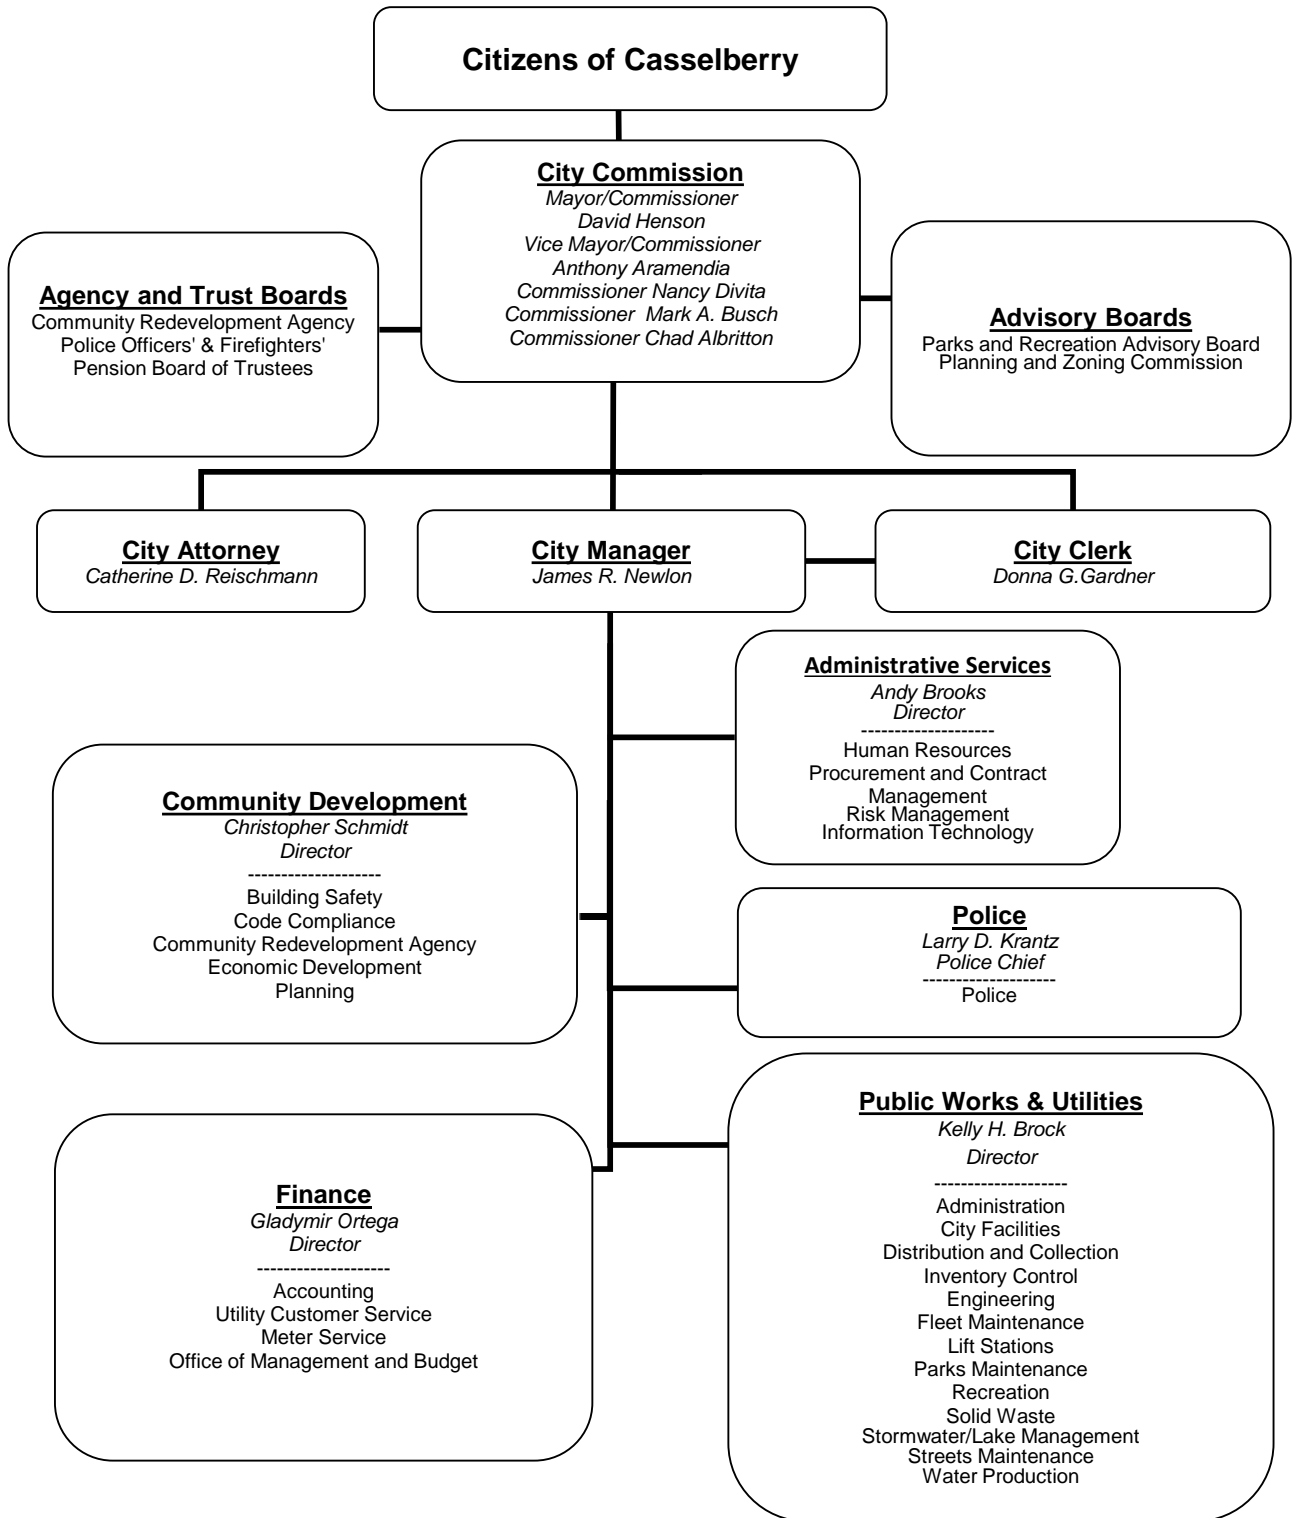 Citizens of Casselberry
City Commission
Mayor/Commissioner
David Henson
Vice Mayor/Commissioner
Anthony Aramendia
Commissioner Nancy Divita
Commissioner  Mark A. Busch
Commissioner Chad Albritton
Agency and Trust Boards
Community Redevelopment Agency
Police Officers' & Firefighters'
Pension Board of Trustees
Advisory Boards
Parks and Recreation Advisory Board
Planning and Zoning Commission
City Attorney
Catherine D. Reischmann
City Manager
James R. Newlon
City Clerk
Donna G.Gardner
Administrative Services
Andy Brooks
Director
--------------------
Human Resources
Procurement and Contract
Management
Risk Management
Information Technology
Community Development
Christopher Schmidt
Director
--------------------
Building Safety
Code Compliance
Community Redevelopment Agency
Economic Development
Planning
Police
Larry D. Krantz
Police Chief
--------------------
Police
Public Works & Utilities
Kelly H. Brock
Director
--------------------
Administration
City Facilities
Distribution and Collection
Inventory Control
Engineering
Fleet Maintenance
Lift Stations
Parks Maintenance
Recreation
Solid Waste
Stormwater/Lake Management
Streets Maintenance
Water Production
Finance
Gladymir Ortega
Director
--------------------
Accounting
Utility Customer Service
Meter Service
Office of Management and Budget